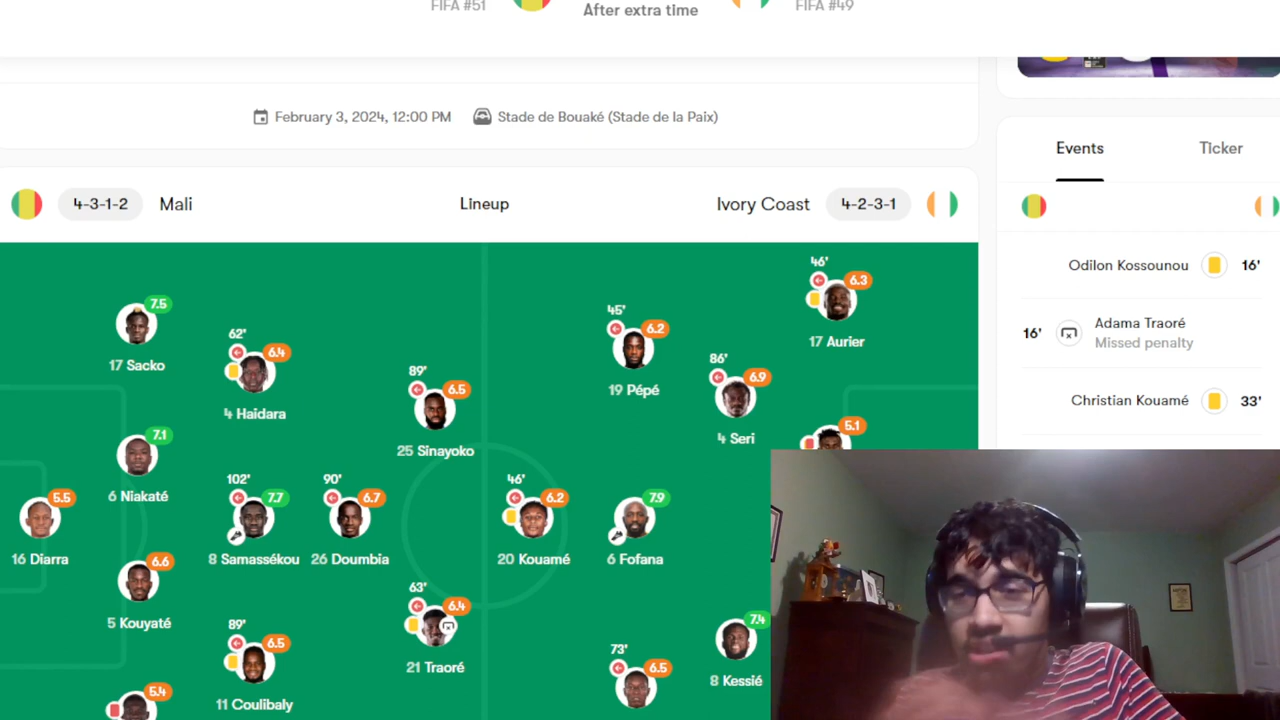 FIFA #51
After extra time
FIFA #49
February 3, 2024, 12:00 PM
Stade de Bouaké (Stade de la Paix)
Events
Ticker
4-3-1-2
Mali
Lineup
Ivory Coast
4-2-3-1
Odilon Kossounou
16'
16'
Adama Traoré
Missed penalty
Christian Kouamé
33'
7.5
17 Sacko
62'
6.4
4 Haidara
89'
6.5
25 Sinayoko
45'
6.2
19 Pépé
46'
6.3
17 Aurier
86'
6.9
4 Seri
5.1
7.1
6 Niakaté
5.5
16 Diarra
102'
7.7
8 Samassékou
90'
6.7
26 Doumbia
46'
6.2
20 Kouamé
7.9
6 Fofana
6.6
5 Kouyaté
63'
6.4
21 Traoré
89'
6.5
11 Coulibaly
73'
6.5
7.4
8 Kessié
5.4